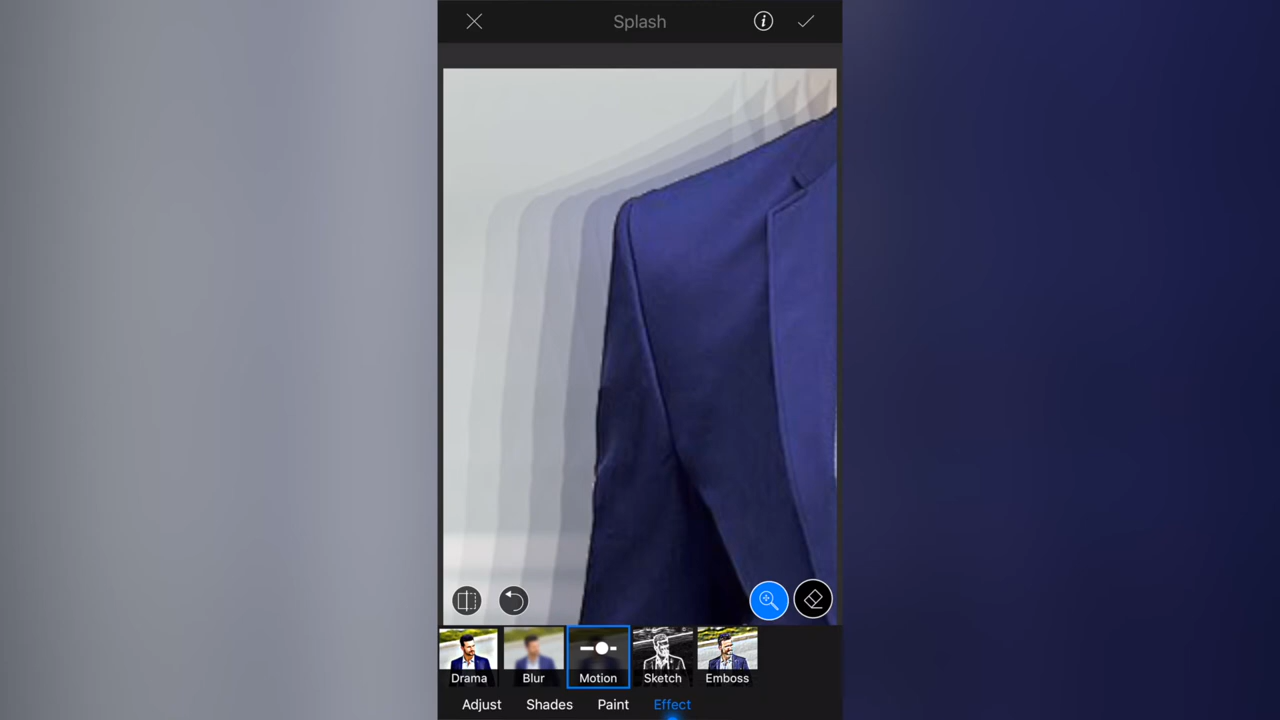 Splash
Drama
Blur
Motion
Sketch
Emboss
Adjust
Shades
Paint
Effect